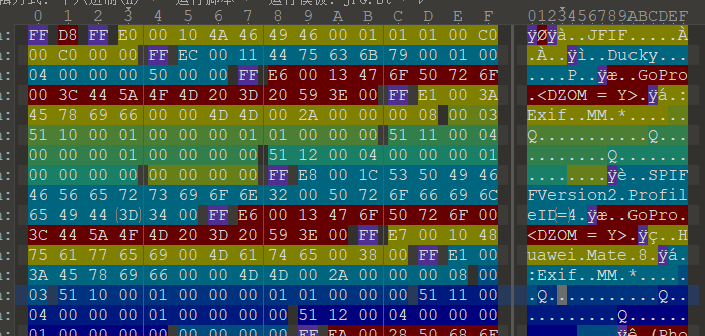 运行脚本 运行模板: JPG.bt
0 1 2 3 4 5 6 7 8 9 A B C D E F 0123456789ABCDEF
FF D8 FF E0 00 10 4A 46 49 46 00 01 01 01 00 C0 ÿØÿà..JFIF.....À
00 C0 00 00 FF EC 00 11 44 75 63 6B 79 00 01 00 .À..ÿì..Ducky...
04 00 00 00 50 00 00 FF E6 00 13 47 6F 50 72 6F ....P..ÿæ..GoPro
00 3C 44 5A 4F 4D 20 3D 20 59 3E 00 FF E1 00 3A .<DZOM = Y>.ÿá.:
45 78 69 66 00 00 4D 4D 00 2A 00 00 00 08 00 03 Exif..MM.*......
51 10 00 01 00 00 00 01 01 00 00 00 51 11 00 04 Q...........Q...
00 00 00 01 00 00 00 00 51 12 00 04 00 00 00 01 ........Q.......
00 00 00 00 00 00 00 00 FF E8 00 1C 53 50 49 46 ........ÿè..SPIF
46 56 65 72 73 69 6F 6E 32 00 50 72 6F 66 69 6C FVersion2.Profil
65 49 44 3D 34 00 FF E6 00 13 47 6F 50 72 6F 00 eID=4.ÿæ..GoPro.
3C 44 5A 4F 4D 20 3D 20 59 3E 00 FF E7 00 10 48 <DZOM = Y>.ÿç..H
75 61 77 65 69 00 4D 61 74 65 00 38 00 FF E1 00 uawei.Mate.8.ÿá.
3A 45 78 69 66 00 00 4D 4D 00 2A 00 00 00 08 00 :Exif..MM.*.....
03 51 10 00 01 00 00 00 01 01 00 00 00 51 11 00 .Q...........Q..
04 00 00 00 01 00 00 00 00 51 12 00 04 00 00 00 .........Q......
01 00 00 00 00 00 00 00 00 FF EA 00 28 50 68 6F .........ÿê.(Pho